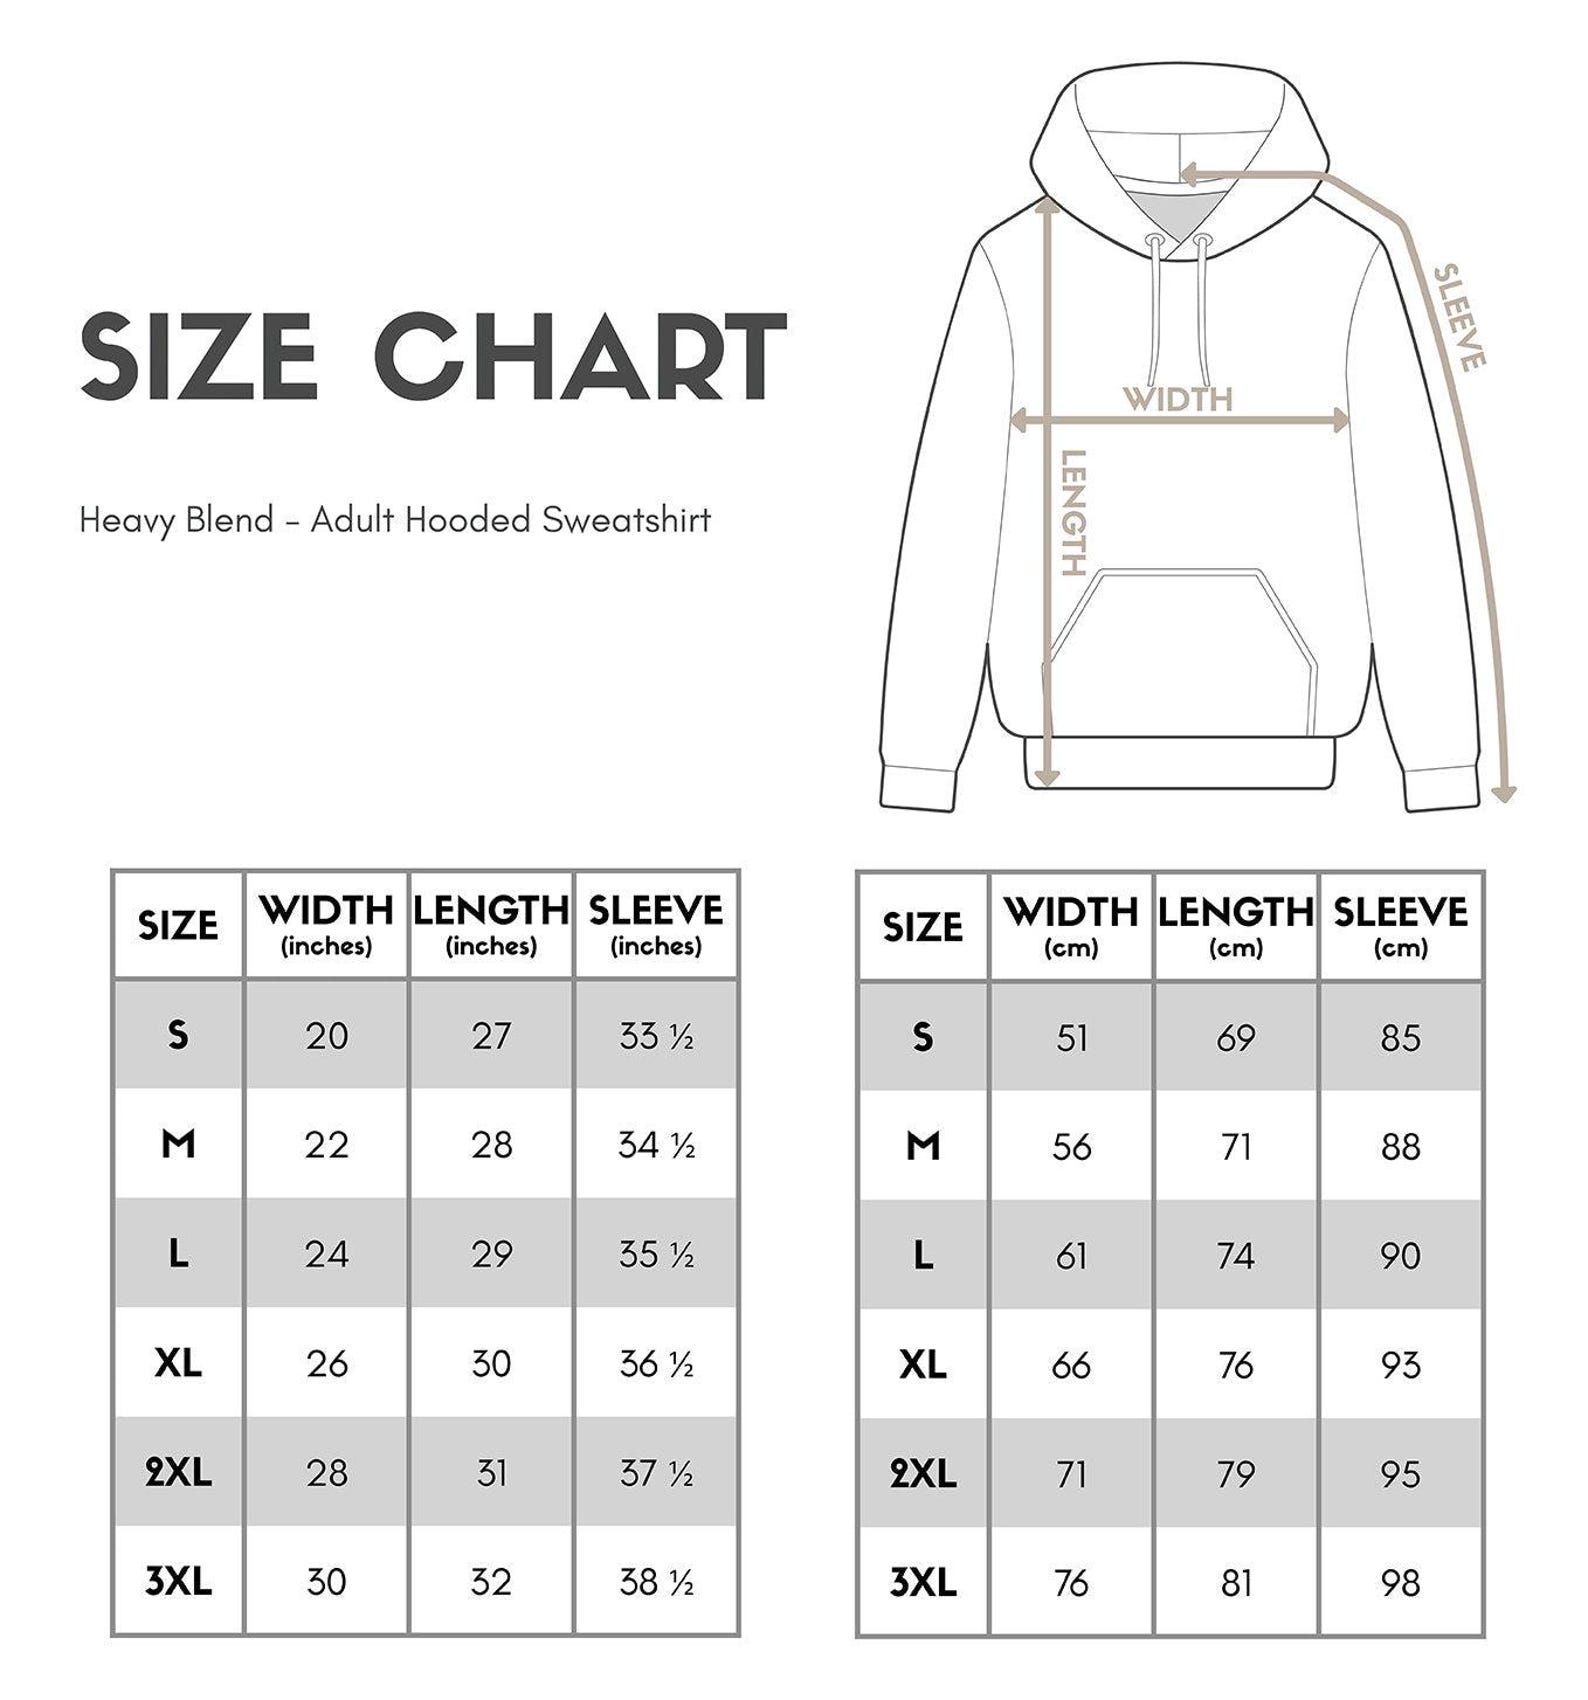 SIZE CHART
Heavy Blend - Adult Hooded Sweatshirt
SLEEVE
WIDTH
LENGTH
SIZE WIDTH (inches) LENGTH (inches) SLEEVE (inches)
S 20 27 33 ½
M 22 28 34 ½
L 24 29 35 ½
XL 26 30 36 ½
2XL 28 31 37 ½
3XL 30 32 38 ½
SIZE WIDTH (cm) LENGTH (cm) SLEEVE (cm)
S 51 69 85
M 56 71 88
L 61 74 90
XL 66 76 93
2XL 71 79 95
3XL 76 81 98